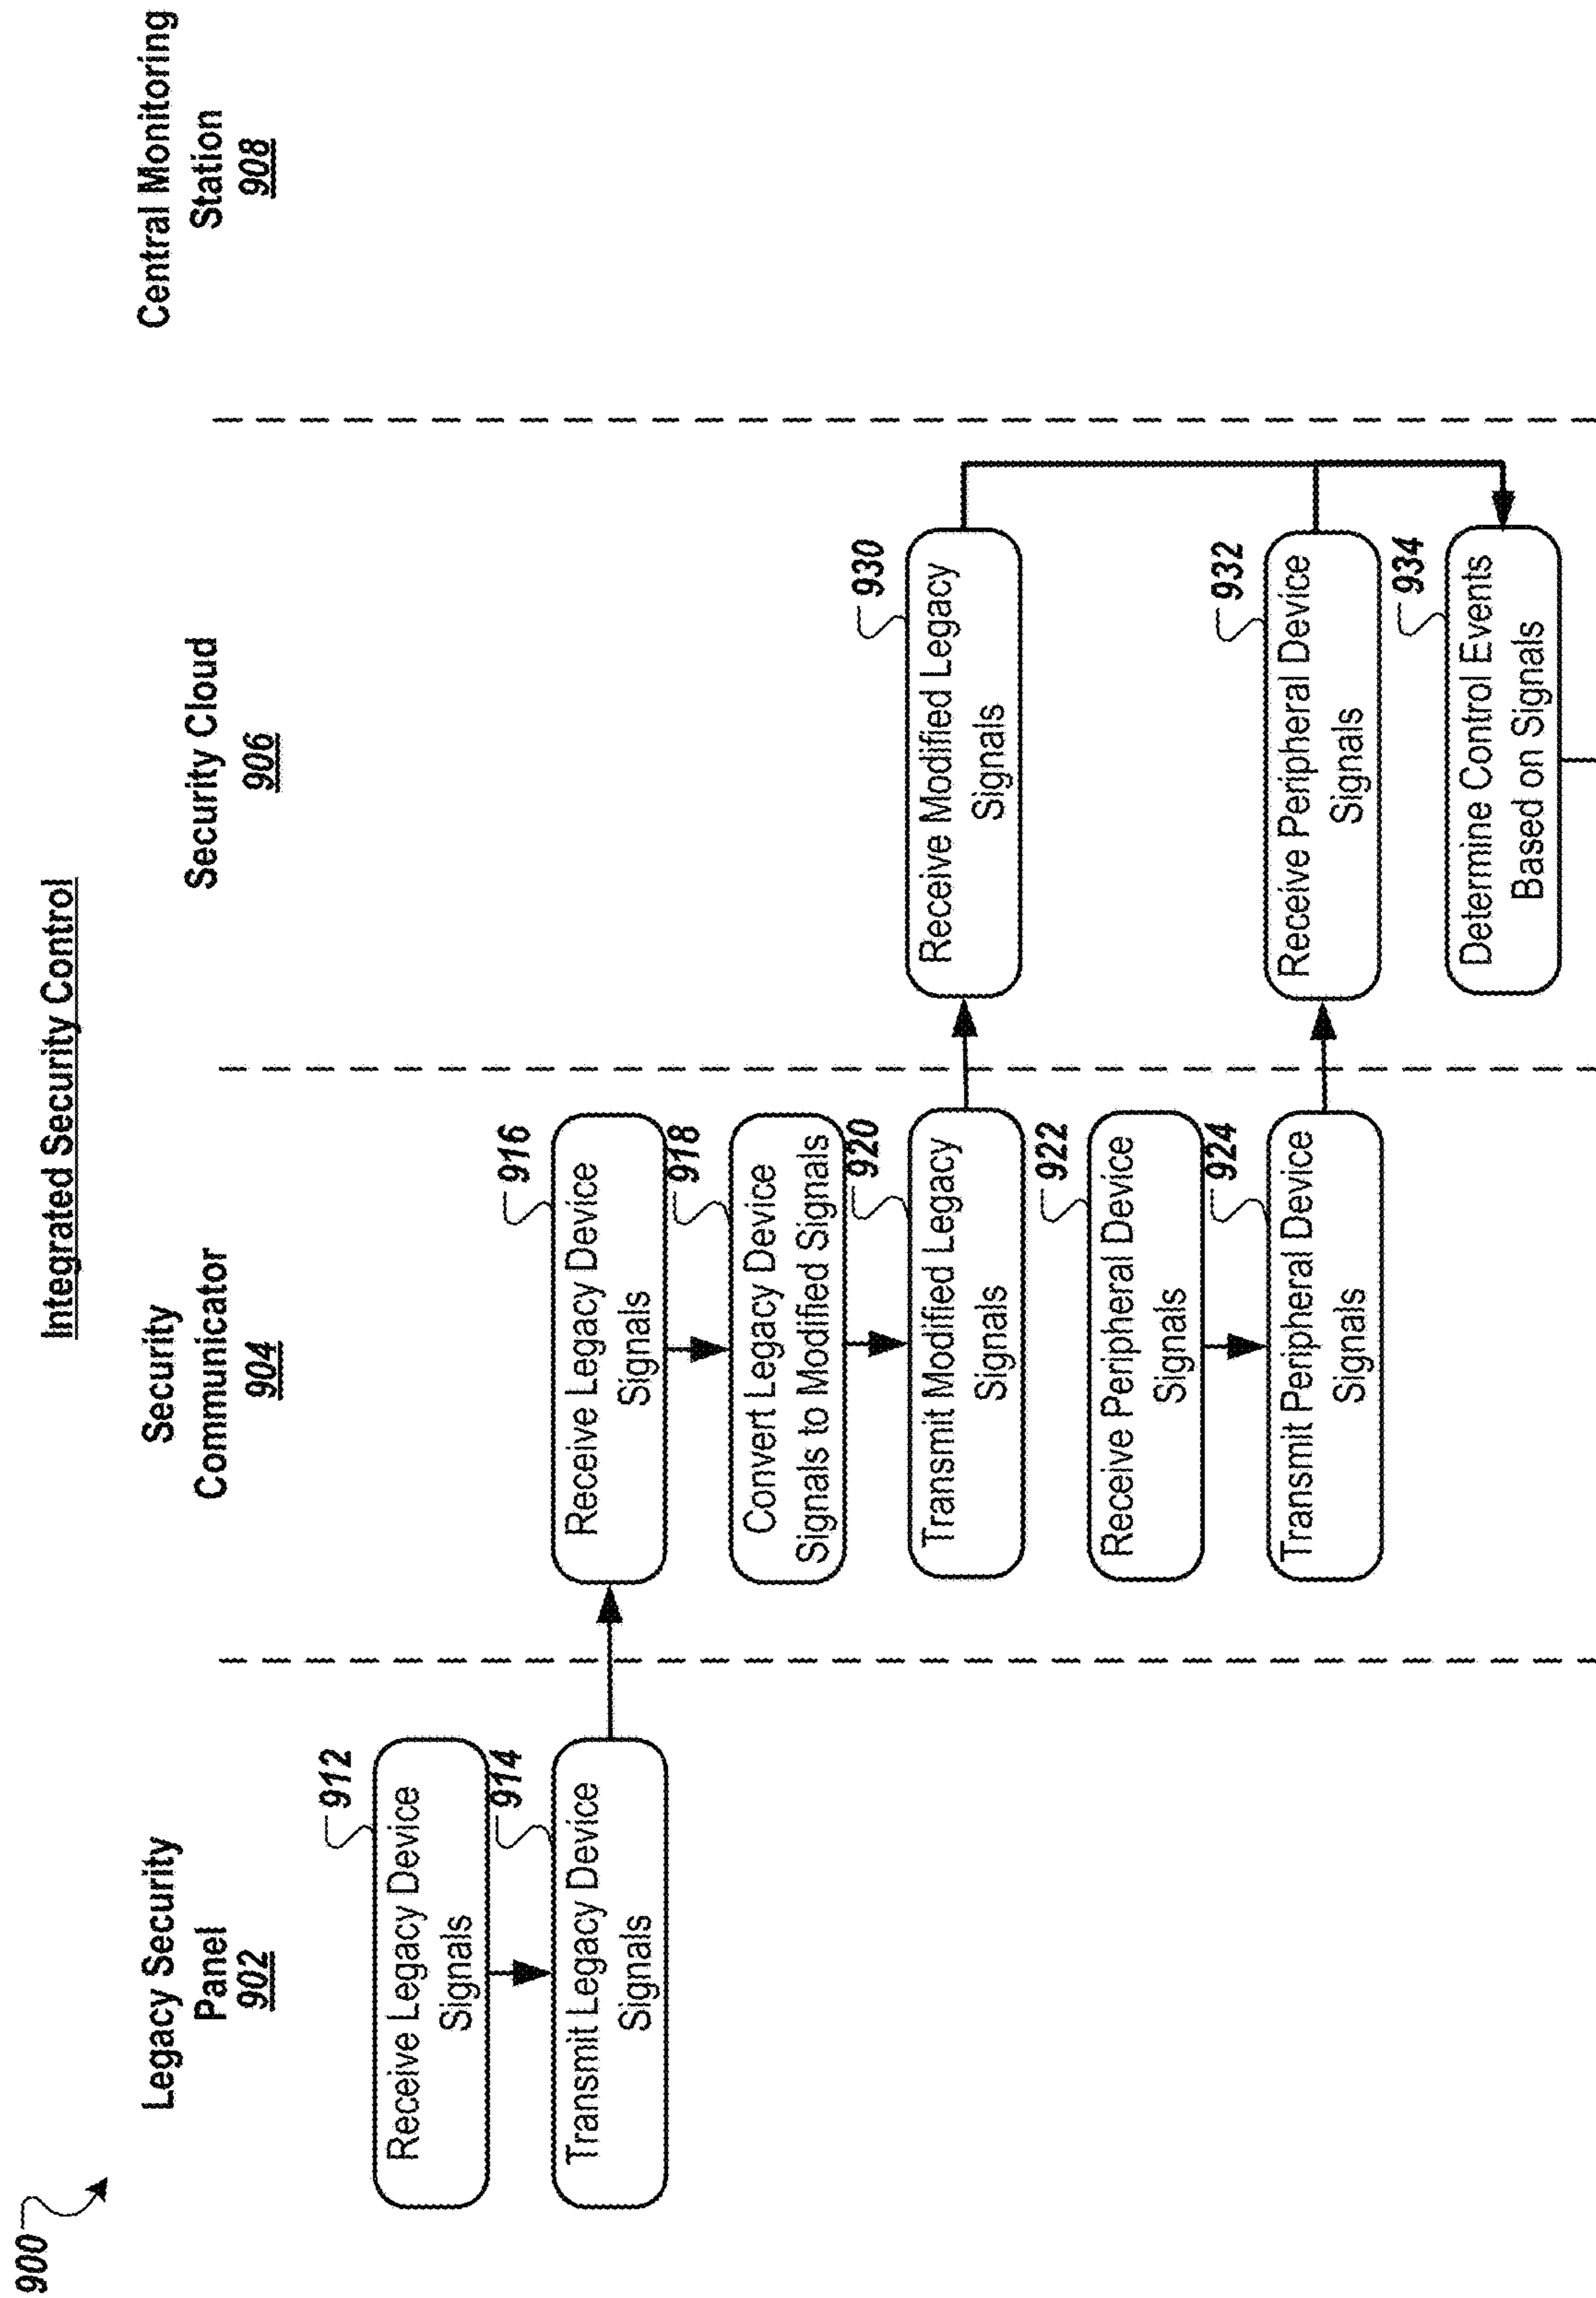 900
Integrated Security Control
Legacy Security
Panel
902
Security
Communicator
904
Security Cloud
906
Central Monitoring
Station
908
912
Receive Legacy Device
Signals
914
Transmit Legacy Device
Signals
916
Receive Legacy Device
Signals
918
Convert Legacy Device
Signals to Modified Signals
920
Transmit Modified Legacy
Signals
930
Receive Modified Legacy
Signals
922
Receive Peripheral Device
Signals
924
Transmit Peripheral Device
Signals
932
Receive Peripheral Device
Signals
934
Determine Control Events
Based on Signals